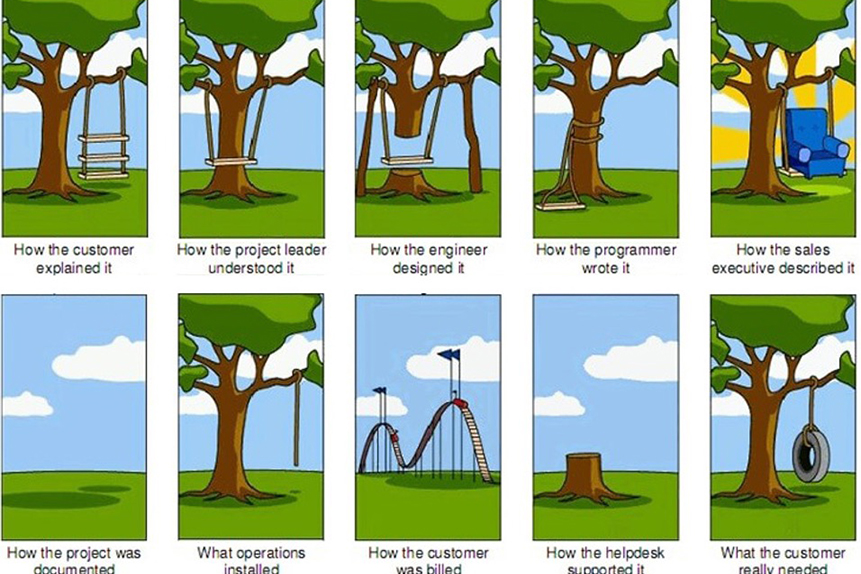 How the customer
explained it
How the project leader
understood it
How the engineer
designed it
How the programmer
wrote it
How the sales
executive described it
How the project was
documented
What operations
installed
How the customer
was billed
How the helpdesk
supported it
What the customer
really needed